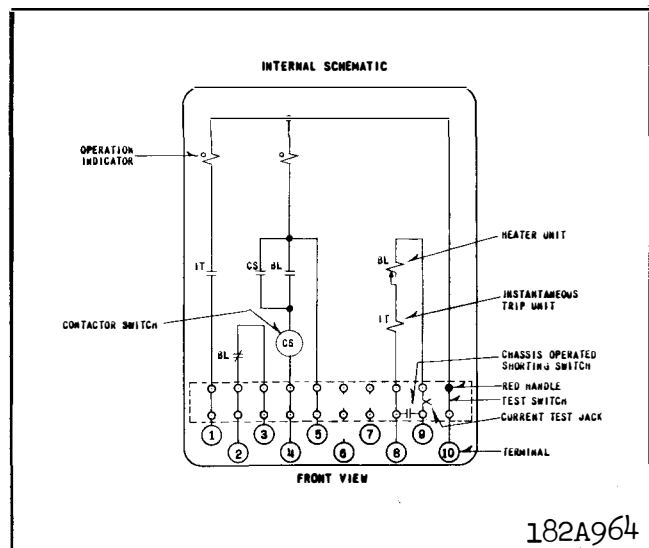 INTERNAL SCHEMATIC
OPERATION
INDICATOR
IT
CS
BL
BL
HEATER UNIT
IT
INSTANTANEOUS
TRIP UNIT
CONTACTOR SWITCH
CS
BL
CHASSIS OPERATED
SHORTING SWITCH
RED HANDLE
TEST SWITCH
CURRENT TEST JACK
1
2
3
4
5
6
7
8
9
10
TERMINAL
FRONT VIEW
182A964